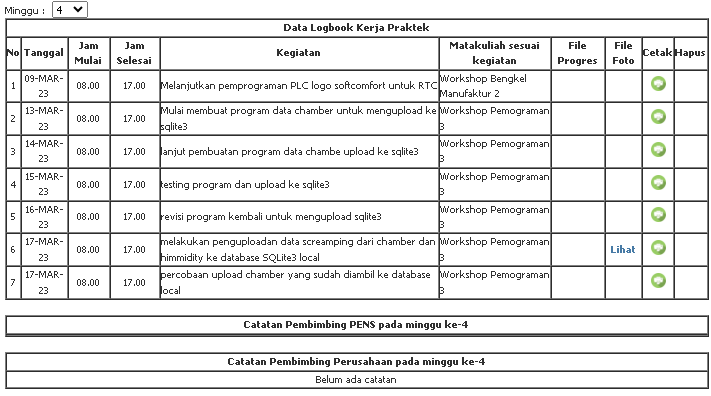 Minggu : 4
Data Logbook Kerja Praktek
No Tanggal Jam Mulai Jam Selesai Kegiatan Matakuliah sesuai kegiatan File Progres File Foto Cetak Hapus
1 09-MAR-23 08.00 17.00 Melanjutkan pemprograman PLC logo softcomfort untuk RTC Workshop Bengkel Manufaktur 2
2 13-MAR-23 08.00 17.00 Mulai membuat program data chamber untuk mengupload ke sqlite3 Workshop Pemograman 3
3 14-MAR-23 08.00 17.00 lanjut pembuatan program data chambe upload ke sqlite3 Workshop Pemograman 3
4 15-MAR-23 08.00 17.00 testing program dan upload ke sqlite3 Workshop Pemograman 3
5 16-MAR-23 08.00 17.00 revisi program kembali untuk mengupload sqlite3 Workshop Pemograman 3
6 17-MAR-23 08.00 17.00 melakukan penguploadan data screamping dari chamber dan himmidity ke database SQLite3 local Workshop Pemograman 3 Lihat
7 17-MAR-23 08.00 17.00 percobaan upload chamber yang sudah diambil ke database local Workshop Pemograman 3
Catatan Pembimbing PENS pada minggu ke-4
Catatan Pembimbing Perusahaan pada minggu ke-4
Belum ada catatan